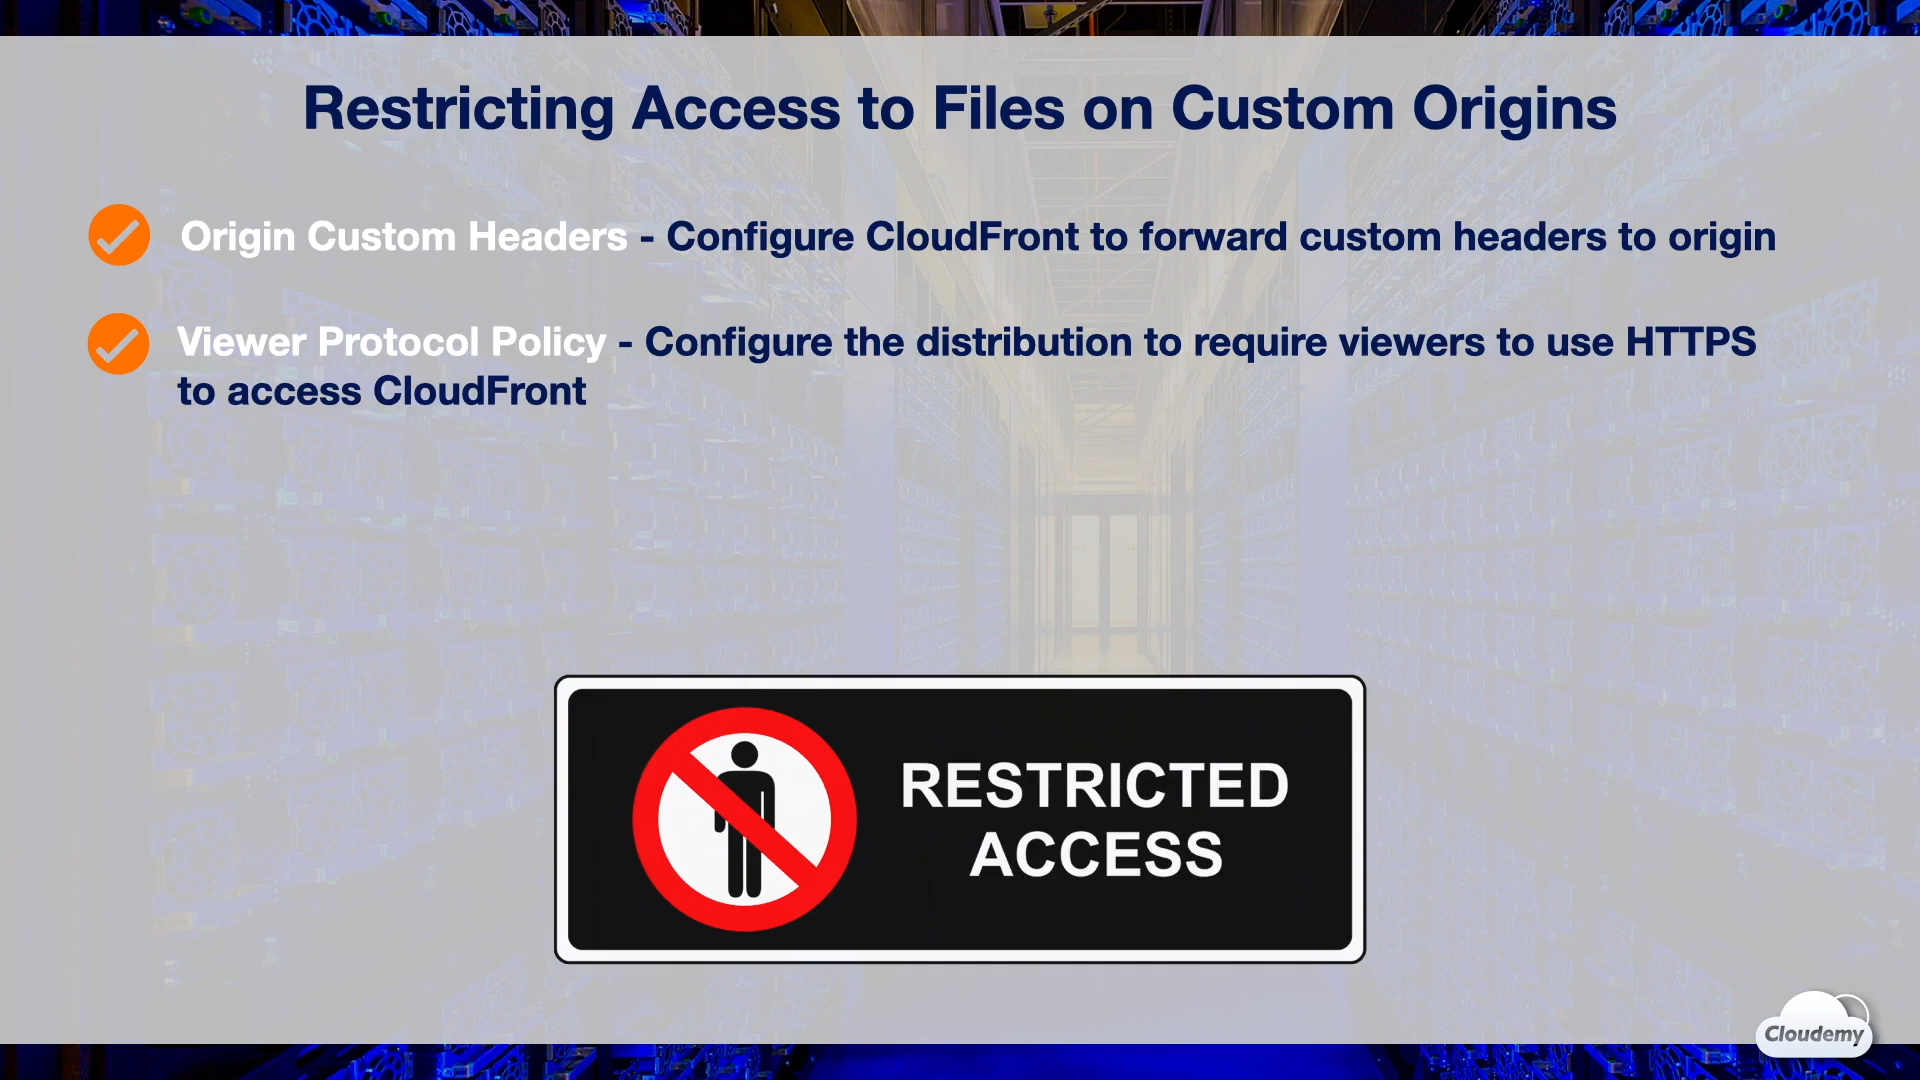 Restricting Access to Files on Custom Origins
Origin Custom Headers - Configure CloudFront to forward custom headers to origin
Viewer Protocol Policy - Configure the distribution to require viewers to use HTTPS
to access CloudFront
RESTRICTED
ACCESS
Cloudemy